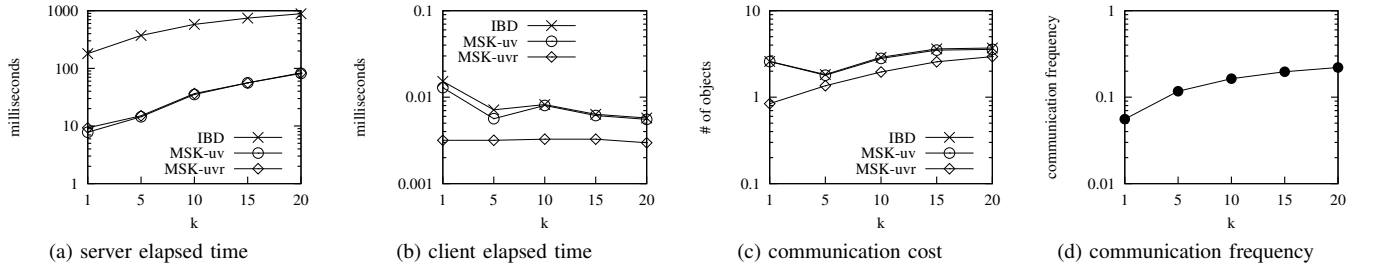 milliseconds
1000
100
10
1
IBD
MSK-uv
MSK-uvr
1 5 10 15 20
k
(a) server elapsed time
milliseconds
0.1
0.01
0.001
IBD
MSK-uv
MSK-uvr
1 5 10 15 20
k
(b) client elapsed time
# of objects
10
1
0.1
IBD
MSK-uv
MSK-uvr
1 5 10 15 20
k
(c) communication cost
communication frequency
1
0.1
0.01
1 5 10 15 20
k
(d) communication frequency